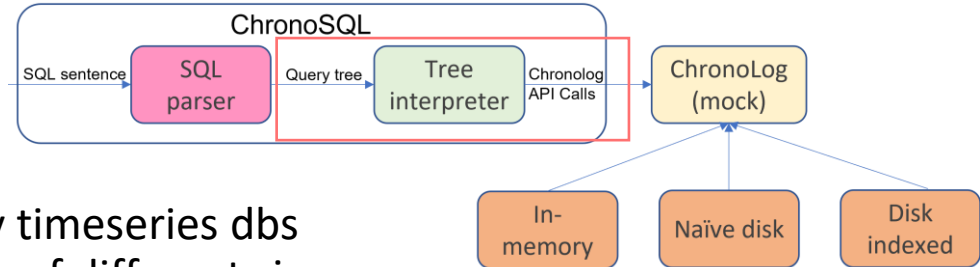 ChronoSQL
SQL sentence
SQL
parser
Query tree
Tree
interpreter
Chronolog
API Calls
ChronoLog
(mock)
In-
memory
Naïve disk
Disk
indexed
timeseries dbs